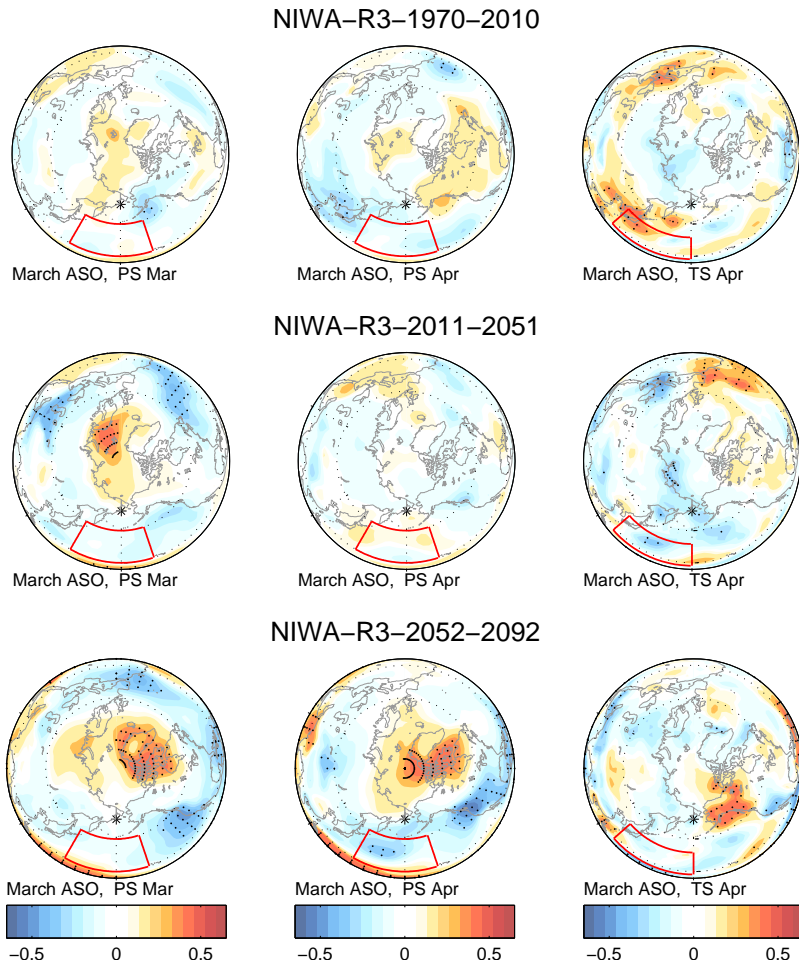 NIWA−R3−1970−2010
March ASO, PS Mar
March ASO, PS Apr
March ASO, TS Apr
NIWA−R3−2011−2051
March ASO, PS Mar
March ASO, PS Apr
March ASO, TS Apr
NIWA−R3−2052−2092
March ASO, PS Mar
March ASO, PS Apr
March ASO, TS Apr
−0.5 0 0.5
−0.5 0 0.5
−0.5 0 0.5